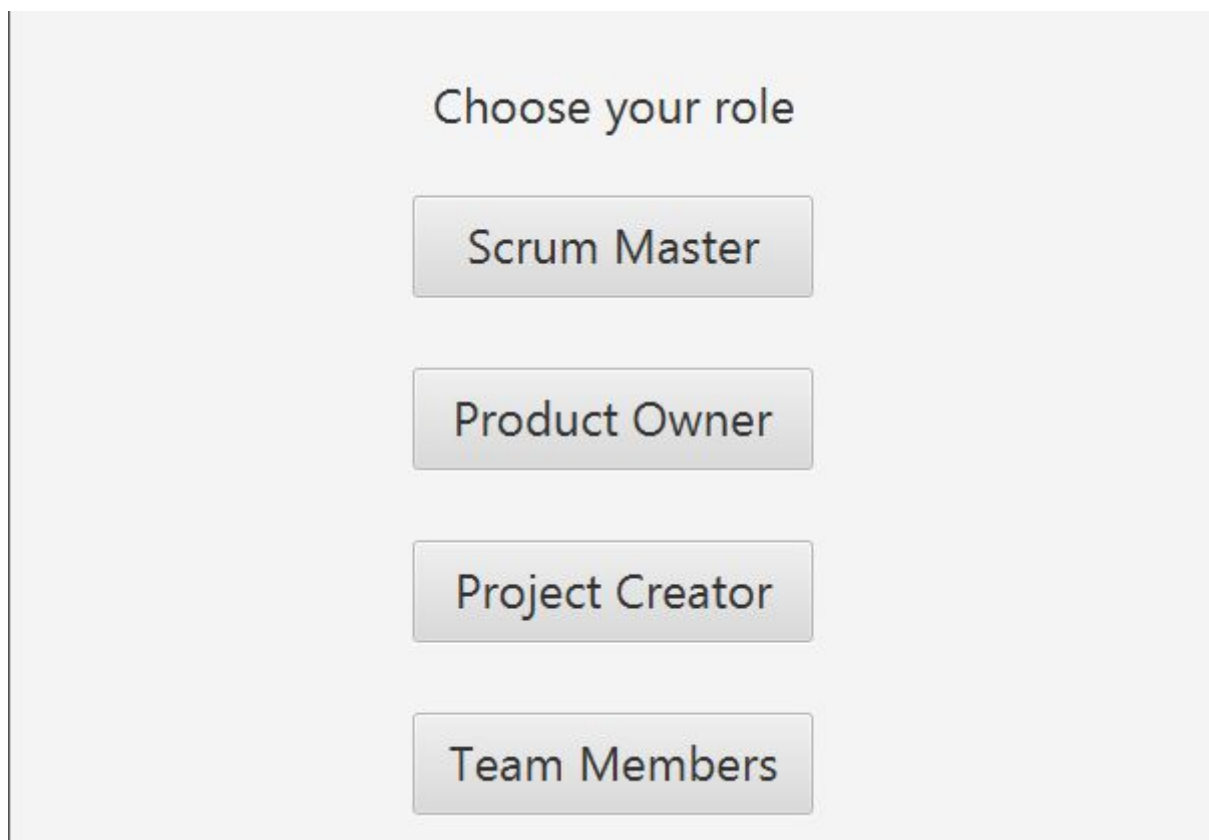 Choose your role
Scrum Master
Product Owner
Project Creator
Team Members